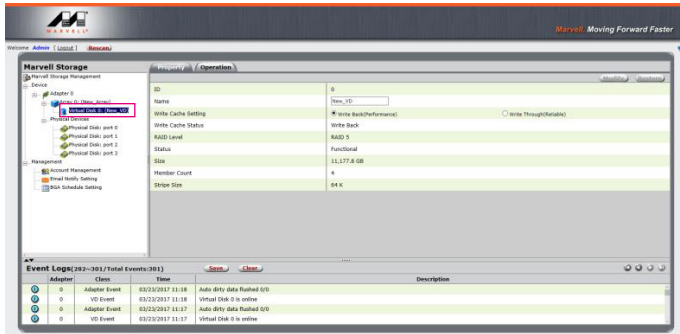 MARVELL
Marvell. Moving Forward Faster
Welcome Admin [ Logout ] Rescan
Marvell Storage
Property
Operation
Marvell Storage Management
Modify
Device
Adapter 0
Array 0: [New_Array]
Virtual Disk 0: [New_VD]
Physical Devices
Physical Disk: port 0
Physical Disk: port 1
Physical Disk: port 2
Physical Disk: port 3
Management
Account Management
Email Notify Setting
BGA Schedule Setting
ID 0
Name New_VD
Write Cache Setting Write Back(Performance) Write Through(Reliable)
Write Cache Status Write Back
RAID Level RAID 5
Status Functional
Size 11,177.6 GB
Member Count 4
Stripe Size 64 K
Event Logs(282~301/Total Events:301) Save Clear
Adapter Class Time Description
0 Adapter Event 03/23/2017 11:18 Auto dirty data flushed 0/0
0 VD Event 03/23/2017 11:18 Virtual Disk 0 is online
0 Adapter Event 03/23/2017 11:17 Auto dirty data flushed 0/0
0 VD Event 03/23/2017 11:17 Virtual Disk 0 is online